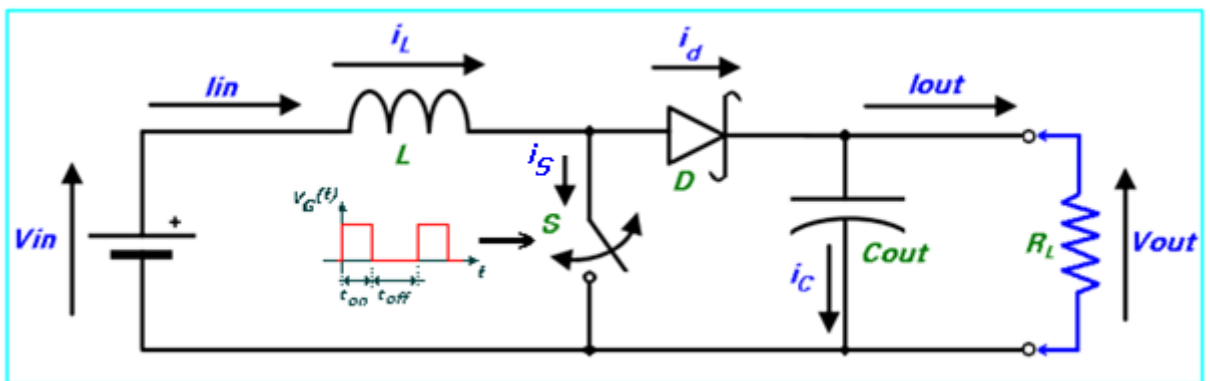 iL
id
Iin
Iout
L
iS
D
VG(t)
S
+
Vin
t
Cout
RL
Vout
iC
ton
toff